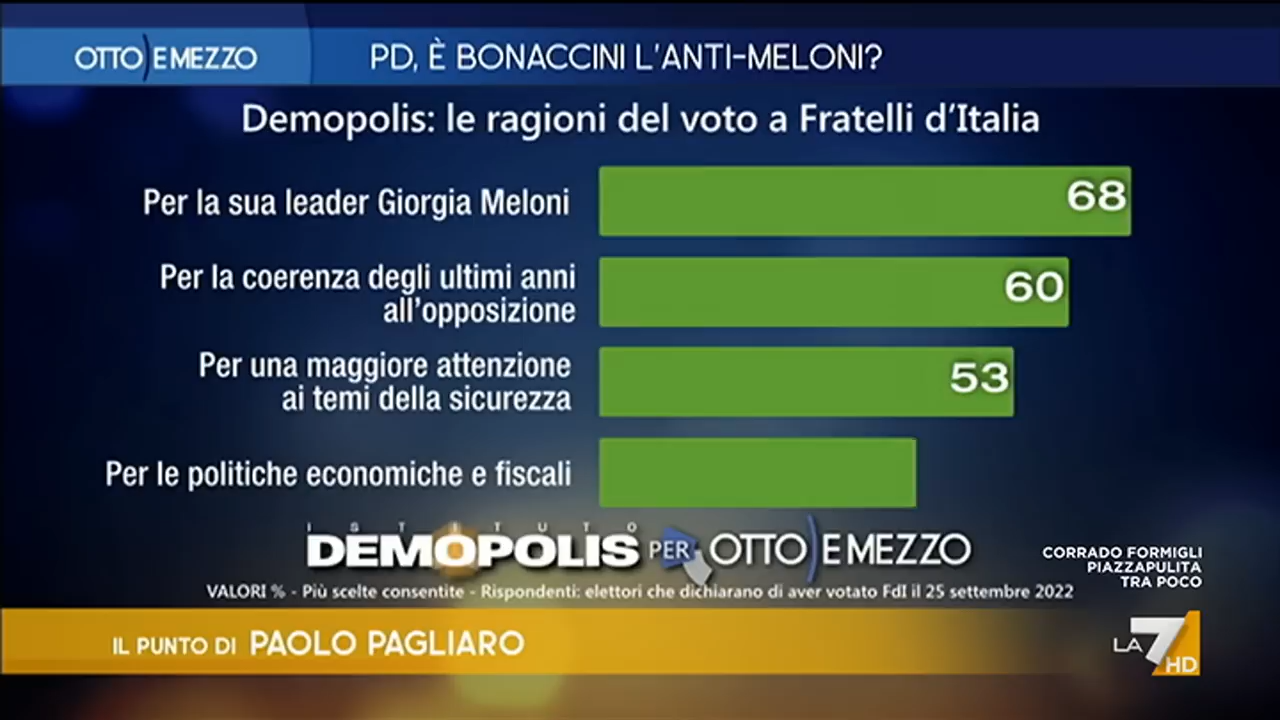 OTTO E MEZZO
PD, È BONACCINI L'ANTI-MELONI?
Demopolis: le ragioni del voto a Fratelli d'Italia
Per la sua leader Giorgia Meloni
68
Per la coerenza degli ultimi anni
all'opposizione
60
Per una maggiore attenzione
ai temi della sicurezza
53
Per le politiche economiche e fiscali
ISTITUTO
DEMOPOLIS PER OTTO E MEZZO
CORRADO FORMIGLI
PIAZZAPULITA
TRA POCO
VALORI % - Più scelte consentite - Rispondenti: elettori che dichiarano di aver votato FdI il 25 settembre 2022
IL PUNTO DI PAOLO PAGLIARO
LA 7 HD